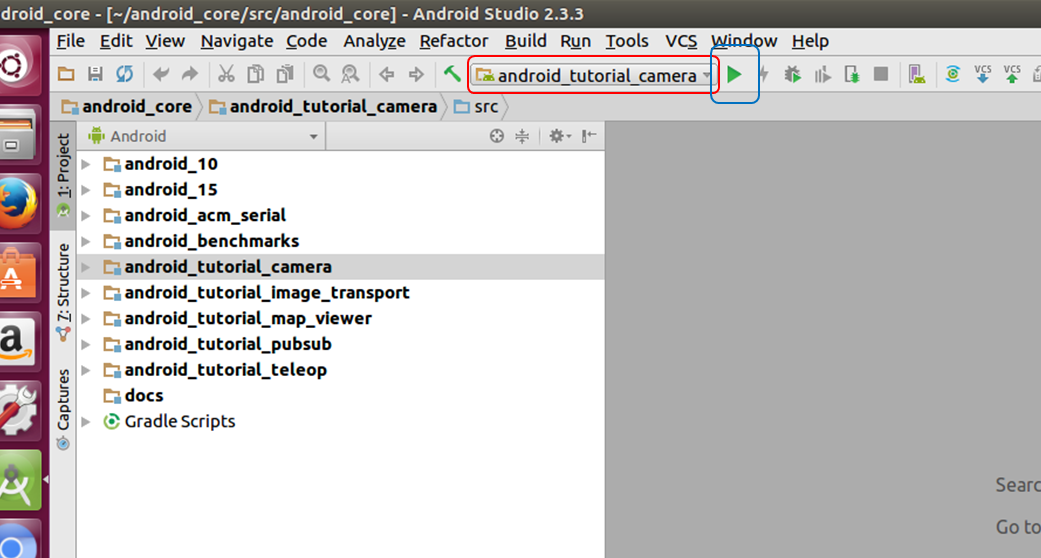 droid_core - [~/android_core/src/android_core] - Android Studio 2.3.3
File Edit View Navigate Code Analyze Refactor Build Run Tools VCS Window Help
android_tutorial_camera VCS VCS
android_core android_tutorial_camera src
1: Project
Android
android_10
android_15
android_acm_serial
android_benchmarks
android_tutorial_camera
android_tutorial_image_transport
android_tutorial_map_viewer
android_tutorial_pubsub
android_tutorial_teleop
docs
Gradle Scripts
7: Structure
Captures
Searc
Go to